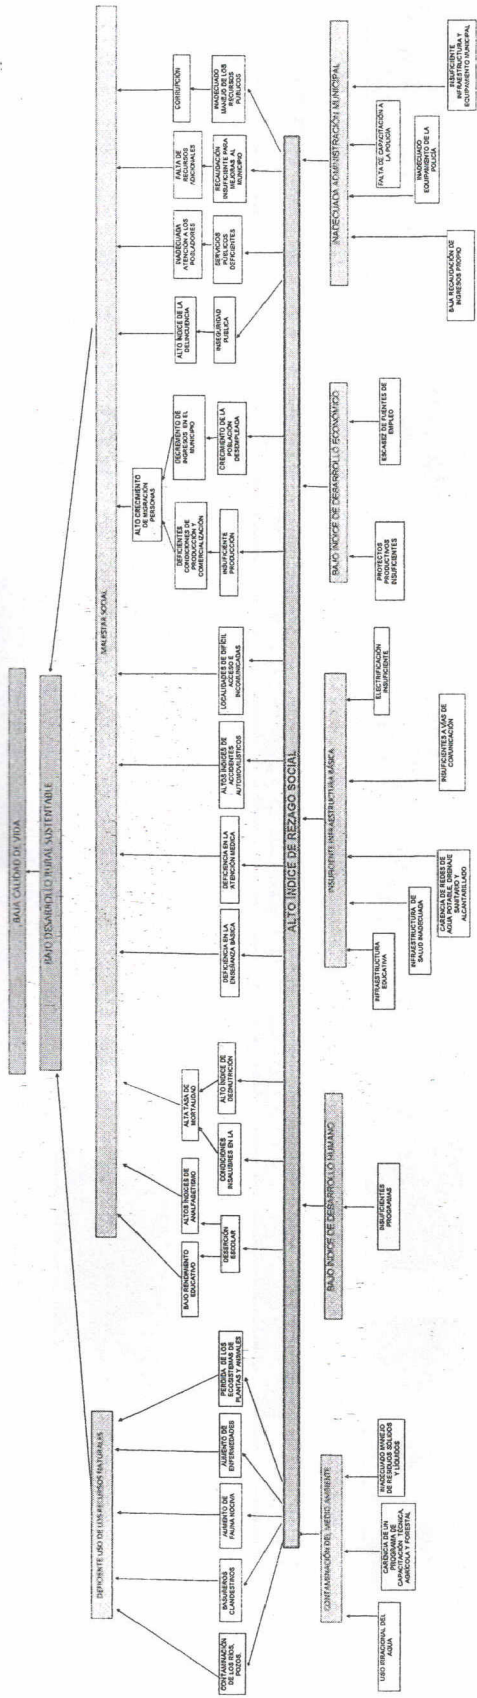 BAJA CALIDAD DE VIDA
BAJO DESARROLLO RURAL SUSTENTABLE
DEFICIENTE USO DE LOS RECURSOS NATURALES
MALESTAR SOCIAL
ALTO CRECIMIENTO
DE MIGRACIÓN
PERSONAS
BAJO RENDIMIENTO
EDUCATIVO
ALTOS ÍNDICES DE
ANALFABETISMO
ALTA TASA DE
MORTALIDAD
DEFICIENTES
CONDICIONES DE
PRODUCCIÓN Y
COMERCIALIZACIÓN
DECREMENTO DE
INGRESOS EN EL
MUNICIPIO
ALTO ÍNDICE DE LA
DELINCUENCIA
INADECUADA
ATENCIÓN A LOS
POBLADORES
FALTA DE
RECURSOS
ADICIONALES
CORRUPCIÓN
CONTAMINACIÓN
DE LOS RÍOS,
POZOS.
BASUREROS
CLANDESTINOS
AUMENTO DE
FAUNA NOCIVA
AUMENTO DE
ENFERMEDADES
PERDIDA DE LOS
ECOSISTEMAS DE
PLANTAS Y ANIMALES
DESERCIÓN
ESCOLAR
CONDICIONES
INSALUBRES EN LA
ALTO ÍNDICE DE
DESNUTRICIÓN
DEFICIENCIA EN LA
ENSEÑANZA BÁSICA
DEFICIENCIA EN LA
ATENCIÓN MEDICA
ALTOS ÍNDICES DE
ACCIDENTES
AUTOMOVILÍSTICOS
LOCALIDADES DE DIFÍCIL
ACCESO E
INCOMUNICADAS
INSUFICIENTE
PRODUCCIÓN
CRECIMIENTO DE LA
POBLACIÓN
DESEMPLEADA
INSEGURIDAD
PUBLICA
SERVICIOS
PÚBLICOS
DEFICIENTES
RECAUDACIÓN
INSUFICIENTE PARA
MEJORAS AL
MUNICIPIO
INADECUADO
MANEJO DE LOS
RECURSOS
PUBLICOS
ALTO ÍNDICE DE REZAGO SOCIAL
CONTAMINACIÓN DEL MEDIO AMBIENTE
BAJO ÍNDICE DE DESARROLLO HUMANO
INSUFICIENTE INFRAESTRUCTURA BÁSICA
BAJO ÍNDICE DE DESARROLLO ECONÓMICO
INADECUADA ADMINISTRACIÓN MUNICIPAL
USO IRRACIONAL DEL
AGUA
CARENCIA DE UN
PROGRAMA DE
CAPACITACIÓN TÉCNICA,
AGRÍCOLA Y FORESTAL
INADECUADO MANEJO
DE RESIDUOS SÓLIDOS
Y LÍQUIDOS
INSUFICIENTES
PROGRAMAS
INFRAESTRUCTURA
EDUCATIVA
INFRAESTRUCTURA DE
SALUD INADECUADA
CARENCIA DE REDES DE
AGUA POTABLE, DRENAJE
SANITARIO Y
ALCANTARILLADO
INSUFICIENTES A VÍAS DE
COMUNICACIÓN
ELECTRIFICACIÓN
INSUFICIENTE
PROYECTOS
PRODUCTIVOS
INSUFICIENTES
ESCASEZ DE FUENTES DE
EMPLEO
BAJA RECAUDACIÓN DE
INGRESOS PROPIO
INADECUADO
EQUIPAMIENTO DE LA
POLICÍA
FALTA DE CAPACITACIÓN A
LA POLICÍA
INSUFICIENTE
INFRAESTRUCTURA Y
EQUIPAMIENTO MUNICIPAL